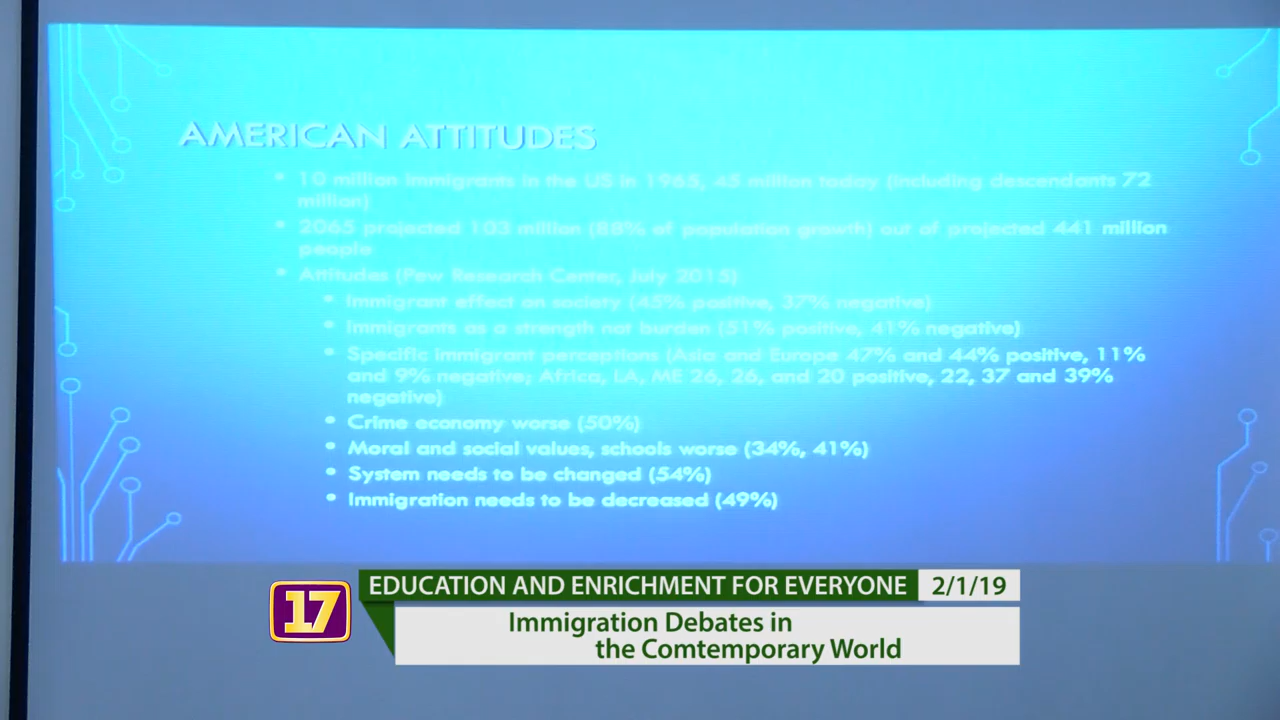 AMERICAN ATTITUDES
• 10 million immigrants in the US in 1965, 45 million today (including descendants 72
million)
• 2065 projected 103 million (88% of population growth) out of projected 441 million
people
• Attitudes (Pew Research Center, July 2015)
• Immigrant effect on society (45% positive, 37% negative)
• Immigrants as a strength not burden (51% positive, 41% negative)
• Specific immigrant perceptions (Asia and Europe 47% and 44% positive, 11%
and 9% negative; Africa, LA, ME 26, 26, and 20 positive, 22, 37 and 39%
negative)
• Crime economy worse (50%)
• Moral and social values, schools worse (34%, 41%)
• System needs to be changed (54%)
• Immigration needs to be decreased (49%)
17
EDUCATION AND ENRICHMENT FOR EVERYONE 2/1/19
Immigration Debates in
the Comtemporary World